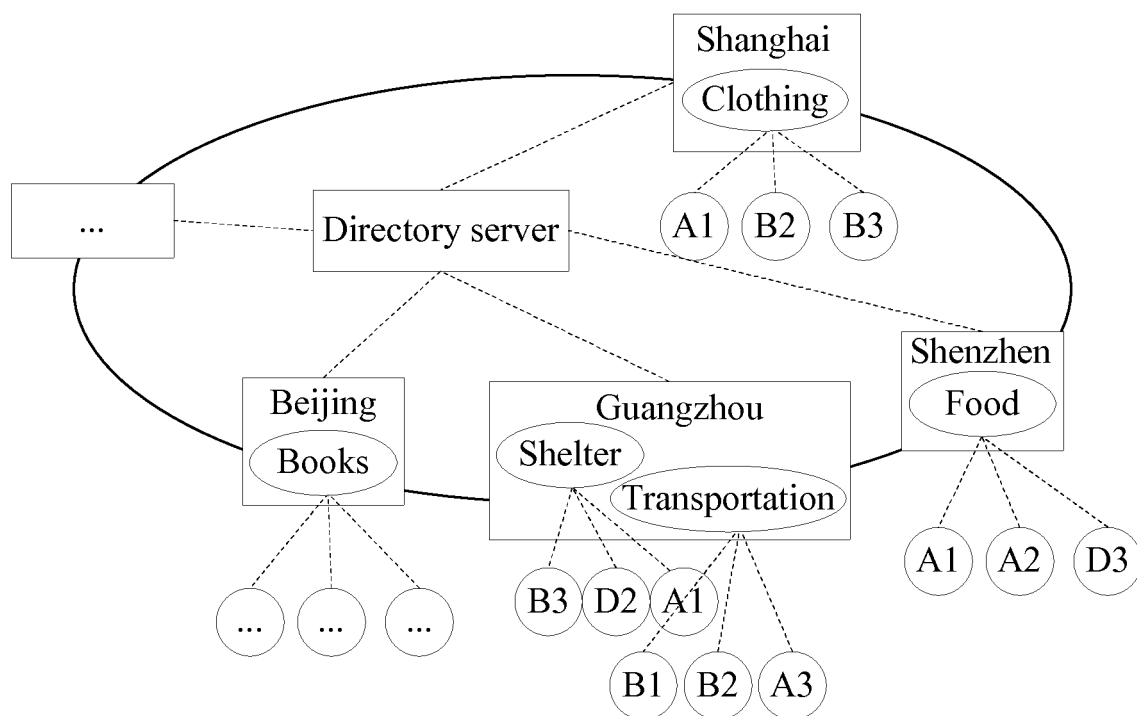 Shanghai
Clothing
A1 B2 B3
...
Directory server
Shenzhen
Food
A1 A2 D3
Beijing
Books
... ... ...
Guangzhou
Shelter
Transportation
B3 D2 A1
B1 B2 A3